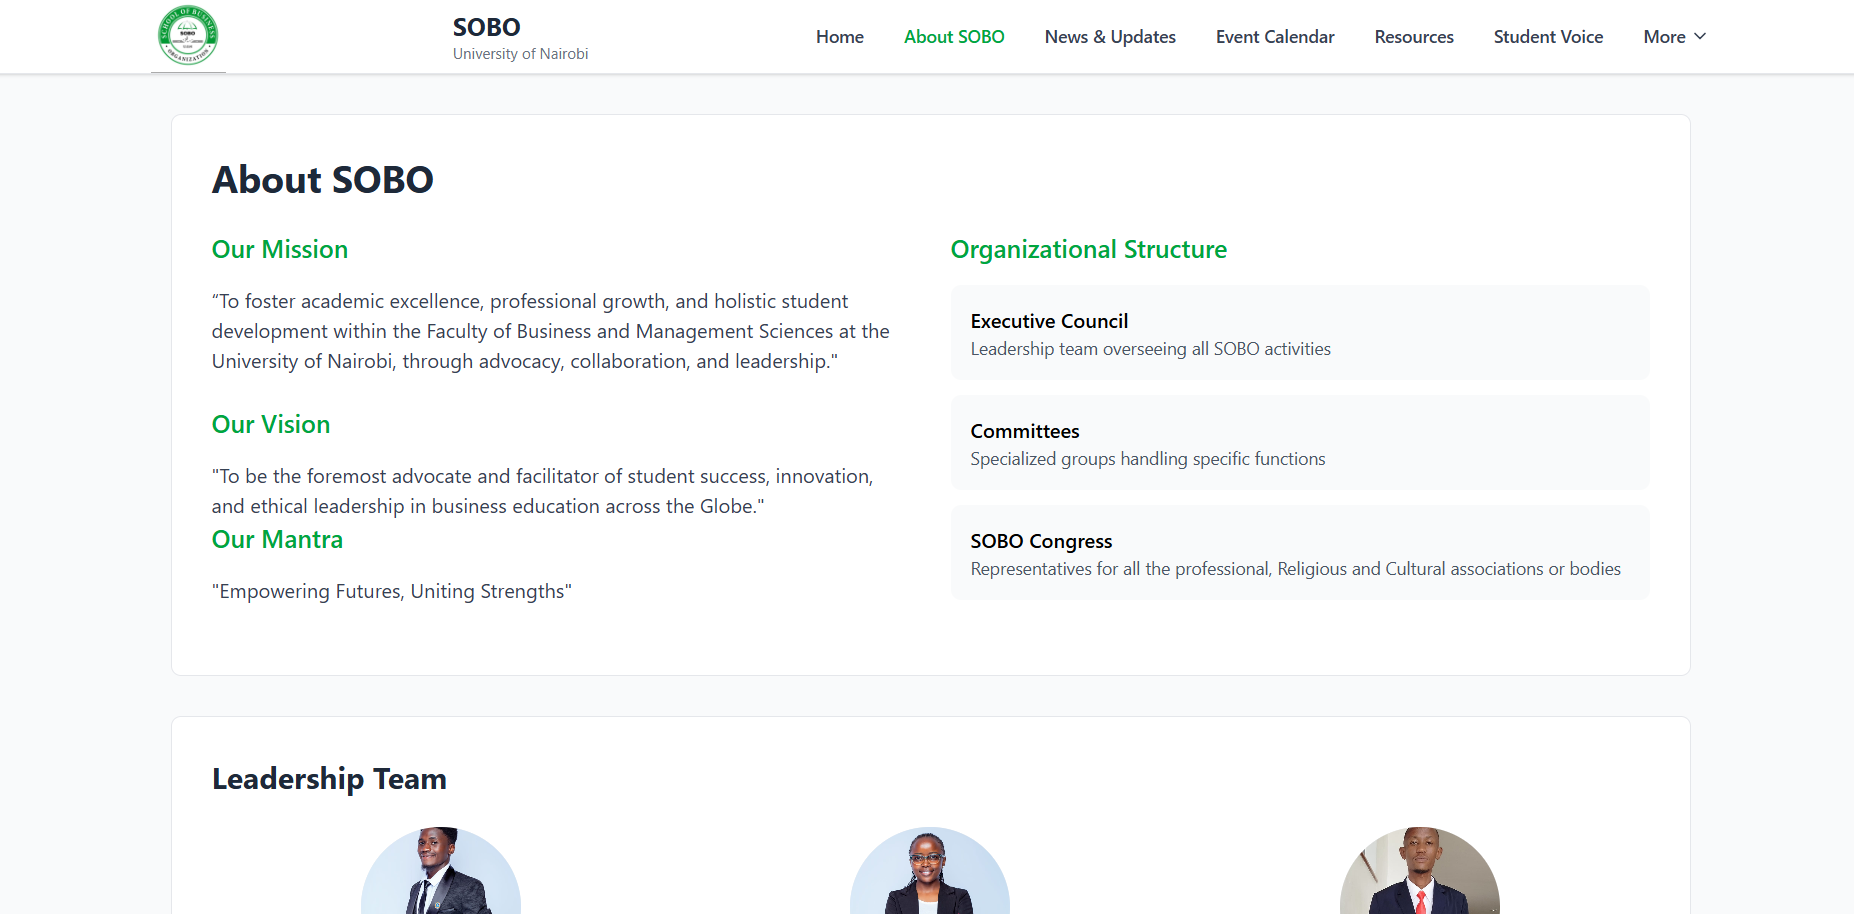 SCHOOL OF BUSINESS
SOBO
ORGANIZATION
SOBO
University of Nairobi
Home
About SOBO
News & Updates
Event Calendar
Resources
Student Voice
More
About SOBO
Our Mission
“To foster academic excellence, professional growth, and holistic student
development within the Faculty of Business and Management Sciences at the
University of Nairobi, through advocacy, collaboration, and leadership."
Our Vision
"To be the foremost advocate and facilitator of student success, innovation,
and ethical leadership in business education across the Globe."
Our Mantra
"Empowering Futures, Uniting Strengths"
Organizational Structure
Executive Council
Leadership team overseeing all SOBO activities
Committees
Specialized groups handling specific functions
SOBO Congress
Representatives for all the professional, Religious and Cultural associations or bodies
Leadership Team